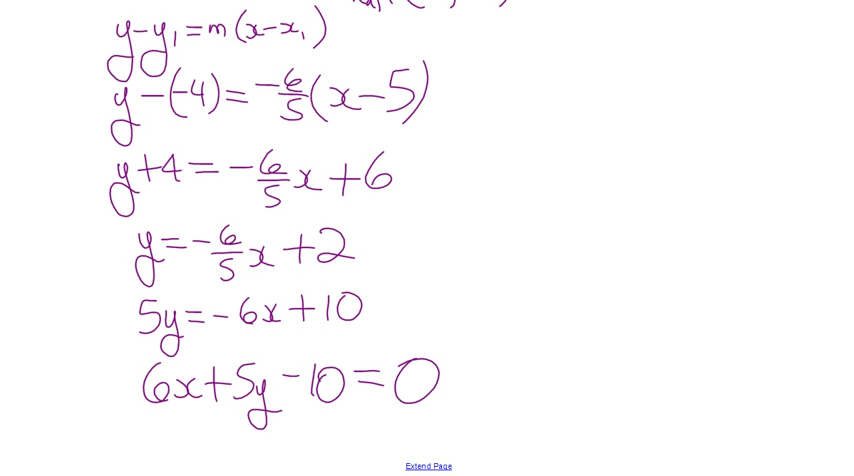 y-y₁=m(x-x₁)
y-(-4)=-6/5(x-5)
y+4=-6/5x+6
y=-6/5x+2
5y=-6x+10
6x+5y-10=0
Extend Page